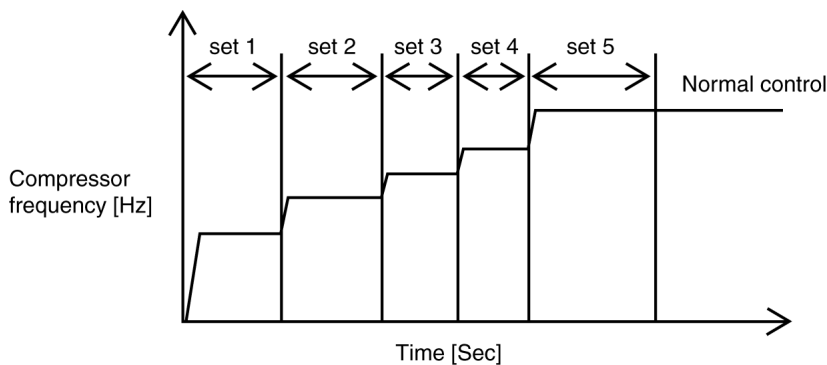 set 1
set 2
set 3
set 4
set 5
Normal control
Compressor
frequency [Hz]
Time [Sec]